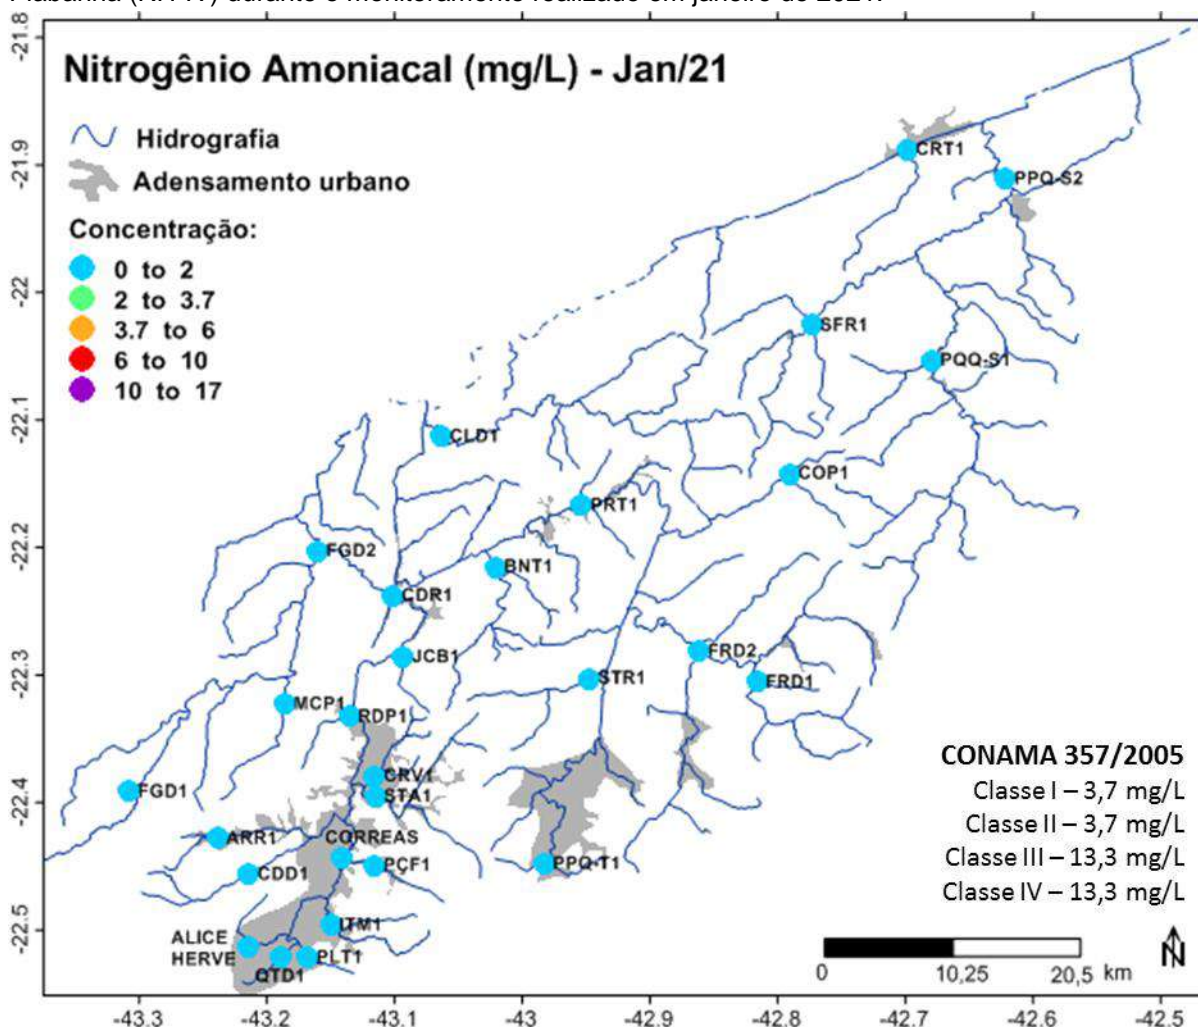 Piabanha (RH-IV) durante o monitoramento realizado em janeiro de 2021.
Nitrogênio Amoniacal (mg/L) - Jan/21
Hidrografia
Adensamento urbano
Concentração:
0 to 2
2 to 3.7
3.7 to 6
6 to 10
10 to 17
CRT1
PPQ-S2
SFR1
PQQ-S1
CLD1
COP1
PRT1
FGD2
BNT1
CDR1
JCB1
FRD2
STR1
FRD1
MCP1
RDP1
CRV1
FGD1
STA1
ARR1
CORREAS
CDD1
PÇF1
PPQ-T1
ITM1
ALICE
HERVE
PLT1
QTD1
CONAMA 357/2005
Classe I – 3,7 mg/L
Classe II – 3,7 mg/L
Classe III – 13,3 mg/L
Classe IV – 13,3 mg/L
N
0 10,25 20,5 km
-21.8
-21.9
-22
-22.1
-22.2
-22.3
-22.4
-22.5
-43.3 -43.2 -43.1 -43 -42.9 -42.8 -42.7 -42.6 -42.5